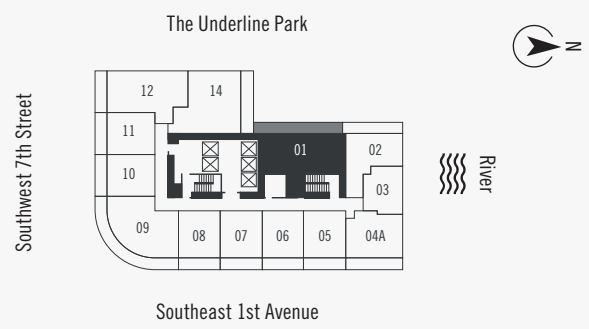 The Underline Park
N
12
14
11
01
02
10
03
09
08
07
06
05
04A
Southwest 7th Street
River
Southeast 1st Avenue